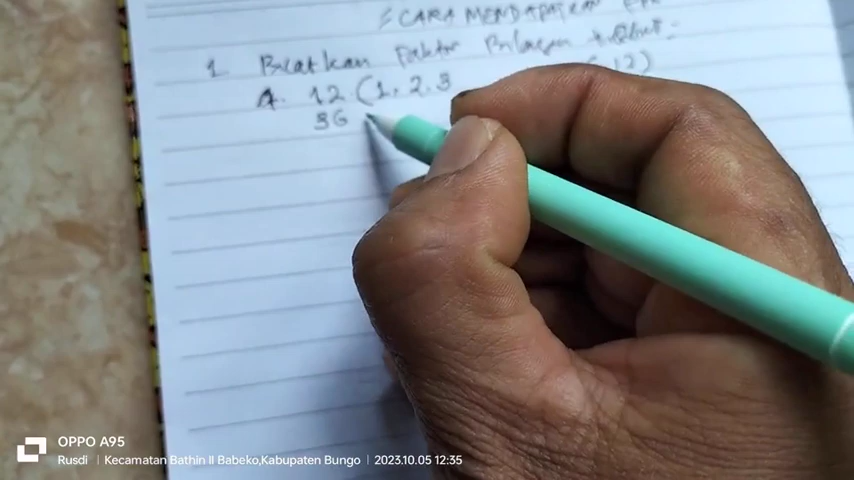 CARA MENDAPATKAN
1. Buatkan Faktor Bilangan
A. 12 (1, 2, 3 12)
36
OPPO A95
Rusdi | Kecamatan Bathin II Babeko,Kabupaten Bungo | 2023.10.05 12:35